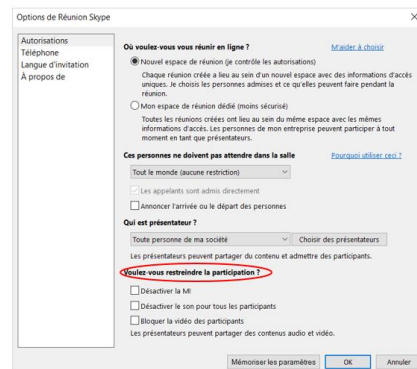 Options de Réunion Skype
Autorisations
Téléphone
Langue d'invitation
À propos de
Où voulez-vous vous réunir en ligne ?
M'aider à choisir
Nouvel espace de réunion (je contrôle les autorisations)
Chaque réunion créée a lieu au sein d'un nouvel espace avec des informations d'accès
uniques. Je choisis les personnes admises et ce qu'elles peuvent faire pendant la
réunion.
Mon espace de réunion dédié (moins sécurisé)
Toutes les réunions créées ont lieu au sein du même espace avec les mêmes
informations d'accès. Les personnes de mon entreprise peuvent participer à tout
moment en tant que présentateurs.
Ces personnes ne doivent pas attendre dans la salle
Pourquoi utiliser ceci ?
Tout le monde (aucune restriction)
Les appelants sont admis directement
Annoncer l'arrivée ou le départ des personnes
Qui est présentateur ?
Toute personne de ma société
Choisir des présentateurs
Les présentateurs peuvent partager du contenu et admettre des participants.
Voulez-vous restreindre la participation ?
Désactiver la MI
Désactiver le son pour tous les participants
Bloquer la vidéo des participants
Les présentateurs peuvent partager des contenus audio et vidéo.
Mémoriser les paramètres
OK
Annuler